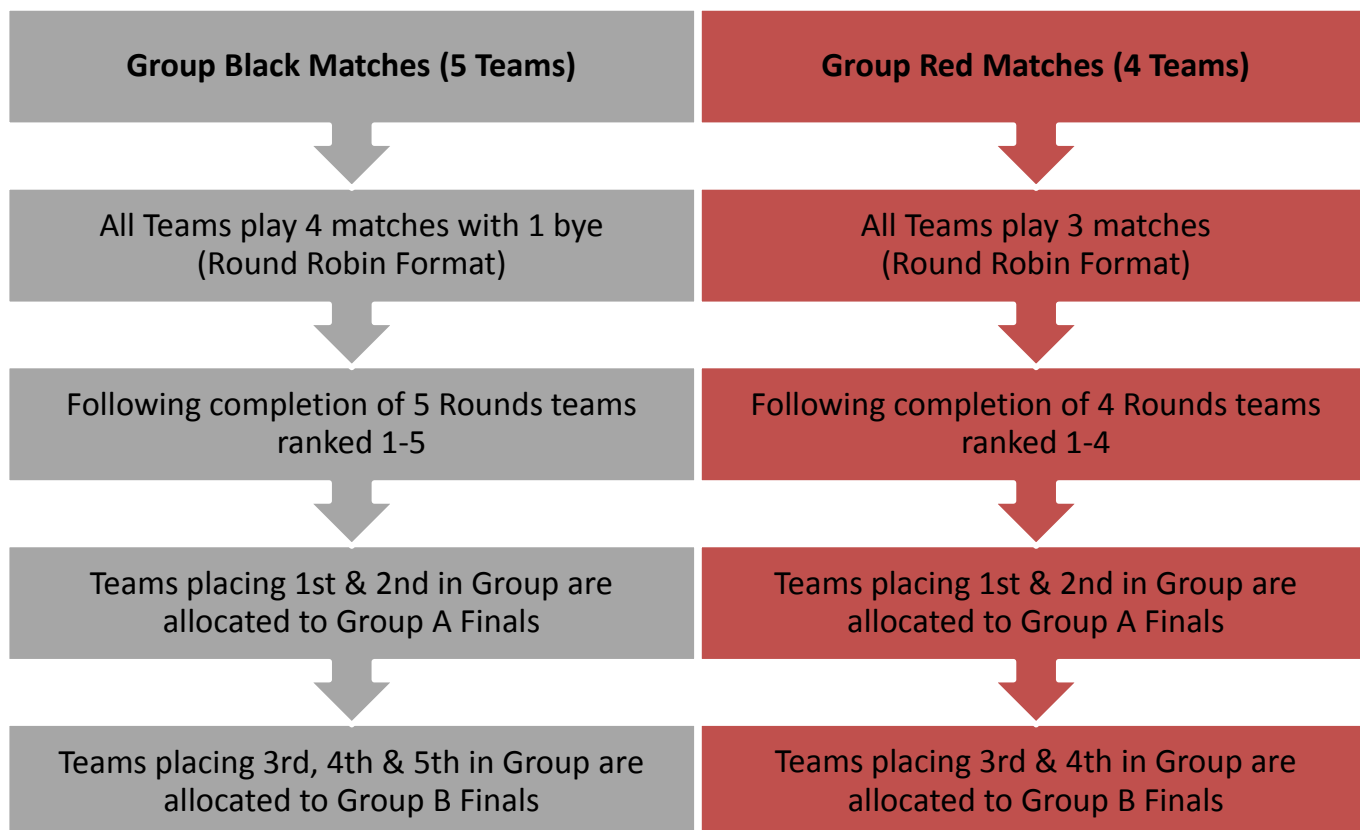 Group Black Matches (5 Teams)
All Teams play 4 matches with 1 bye
(Round Robin Format)
Following completion of 5 Rounds teams
ranked 1-5
Teams placing 1st & 2nd in Group are
allocated to Group A Finals
Teams placing 3rd, 4th & 5th in Group are
allocated to Group B Finals
Group Red Matches (4 Teams)
All Teams play 3 matches
(Round Robin Format)
Following completion of 4 Rounds teams
ranked 1-4
Teams placing 1st & 2nd in Group are
allocated to Group A Finals
Teams placing 3rd & 4th in Group are
allocated to Group B Finals